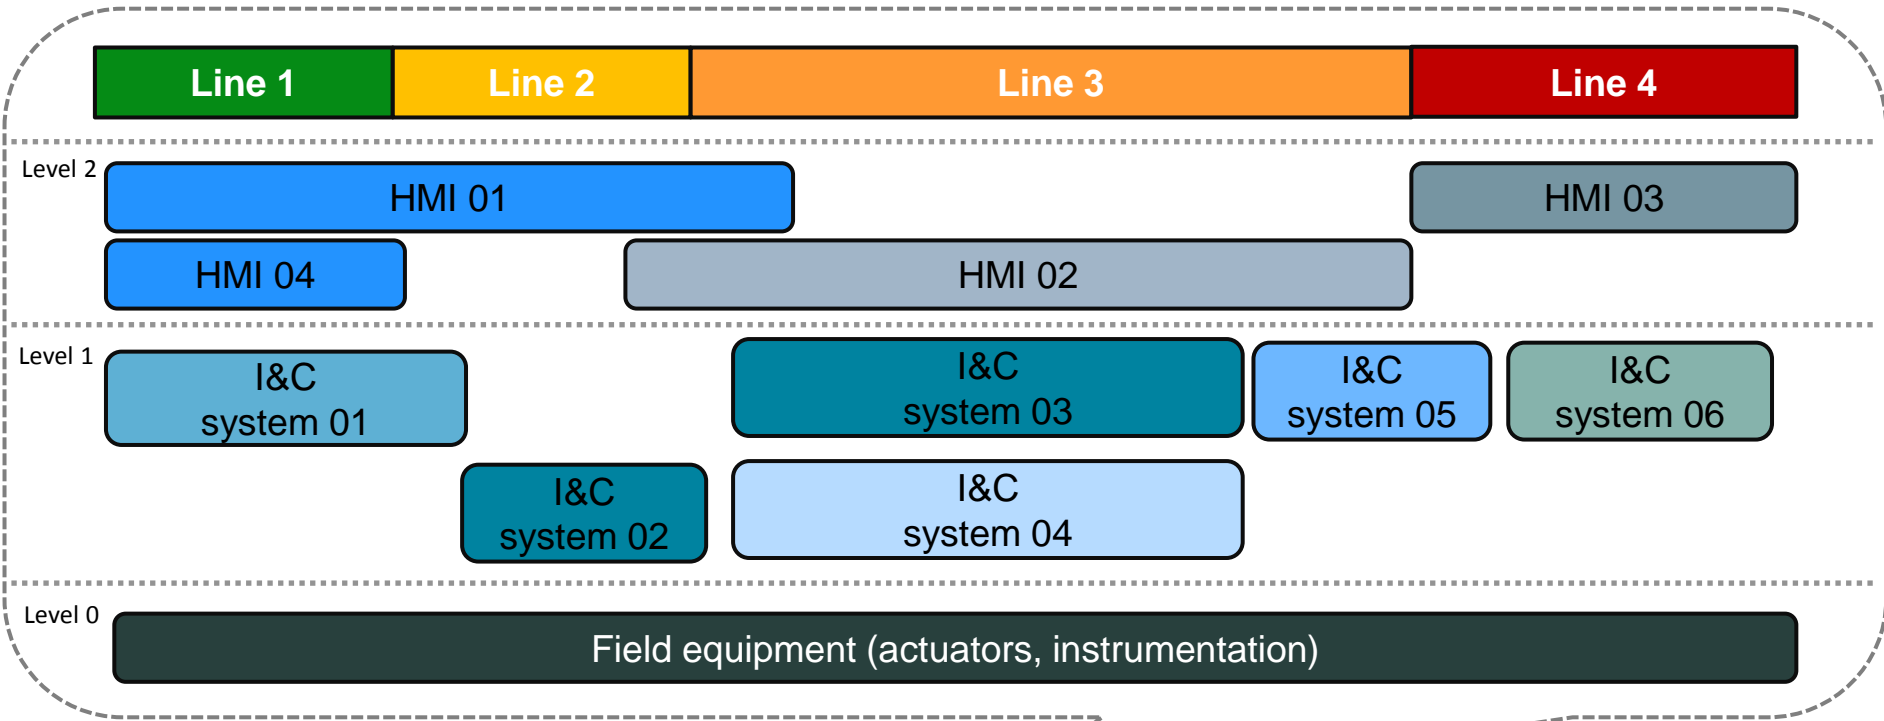 Line 1
Line 2
Line 3
Line 4
Level 2
HMI 01
HMI 03
HMI 04
HMI 02
Level 1
I&C
system 01
I&C
system 03
I&C
system 05
I&C
system 06
I&C
system 02
I&C
system 04
Level 0
Field equipment (actuators, instrumentation)